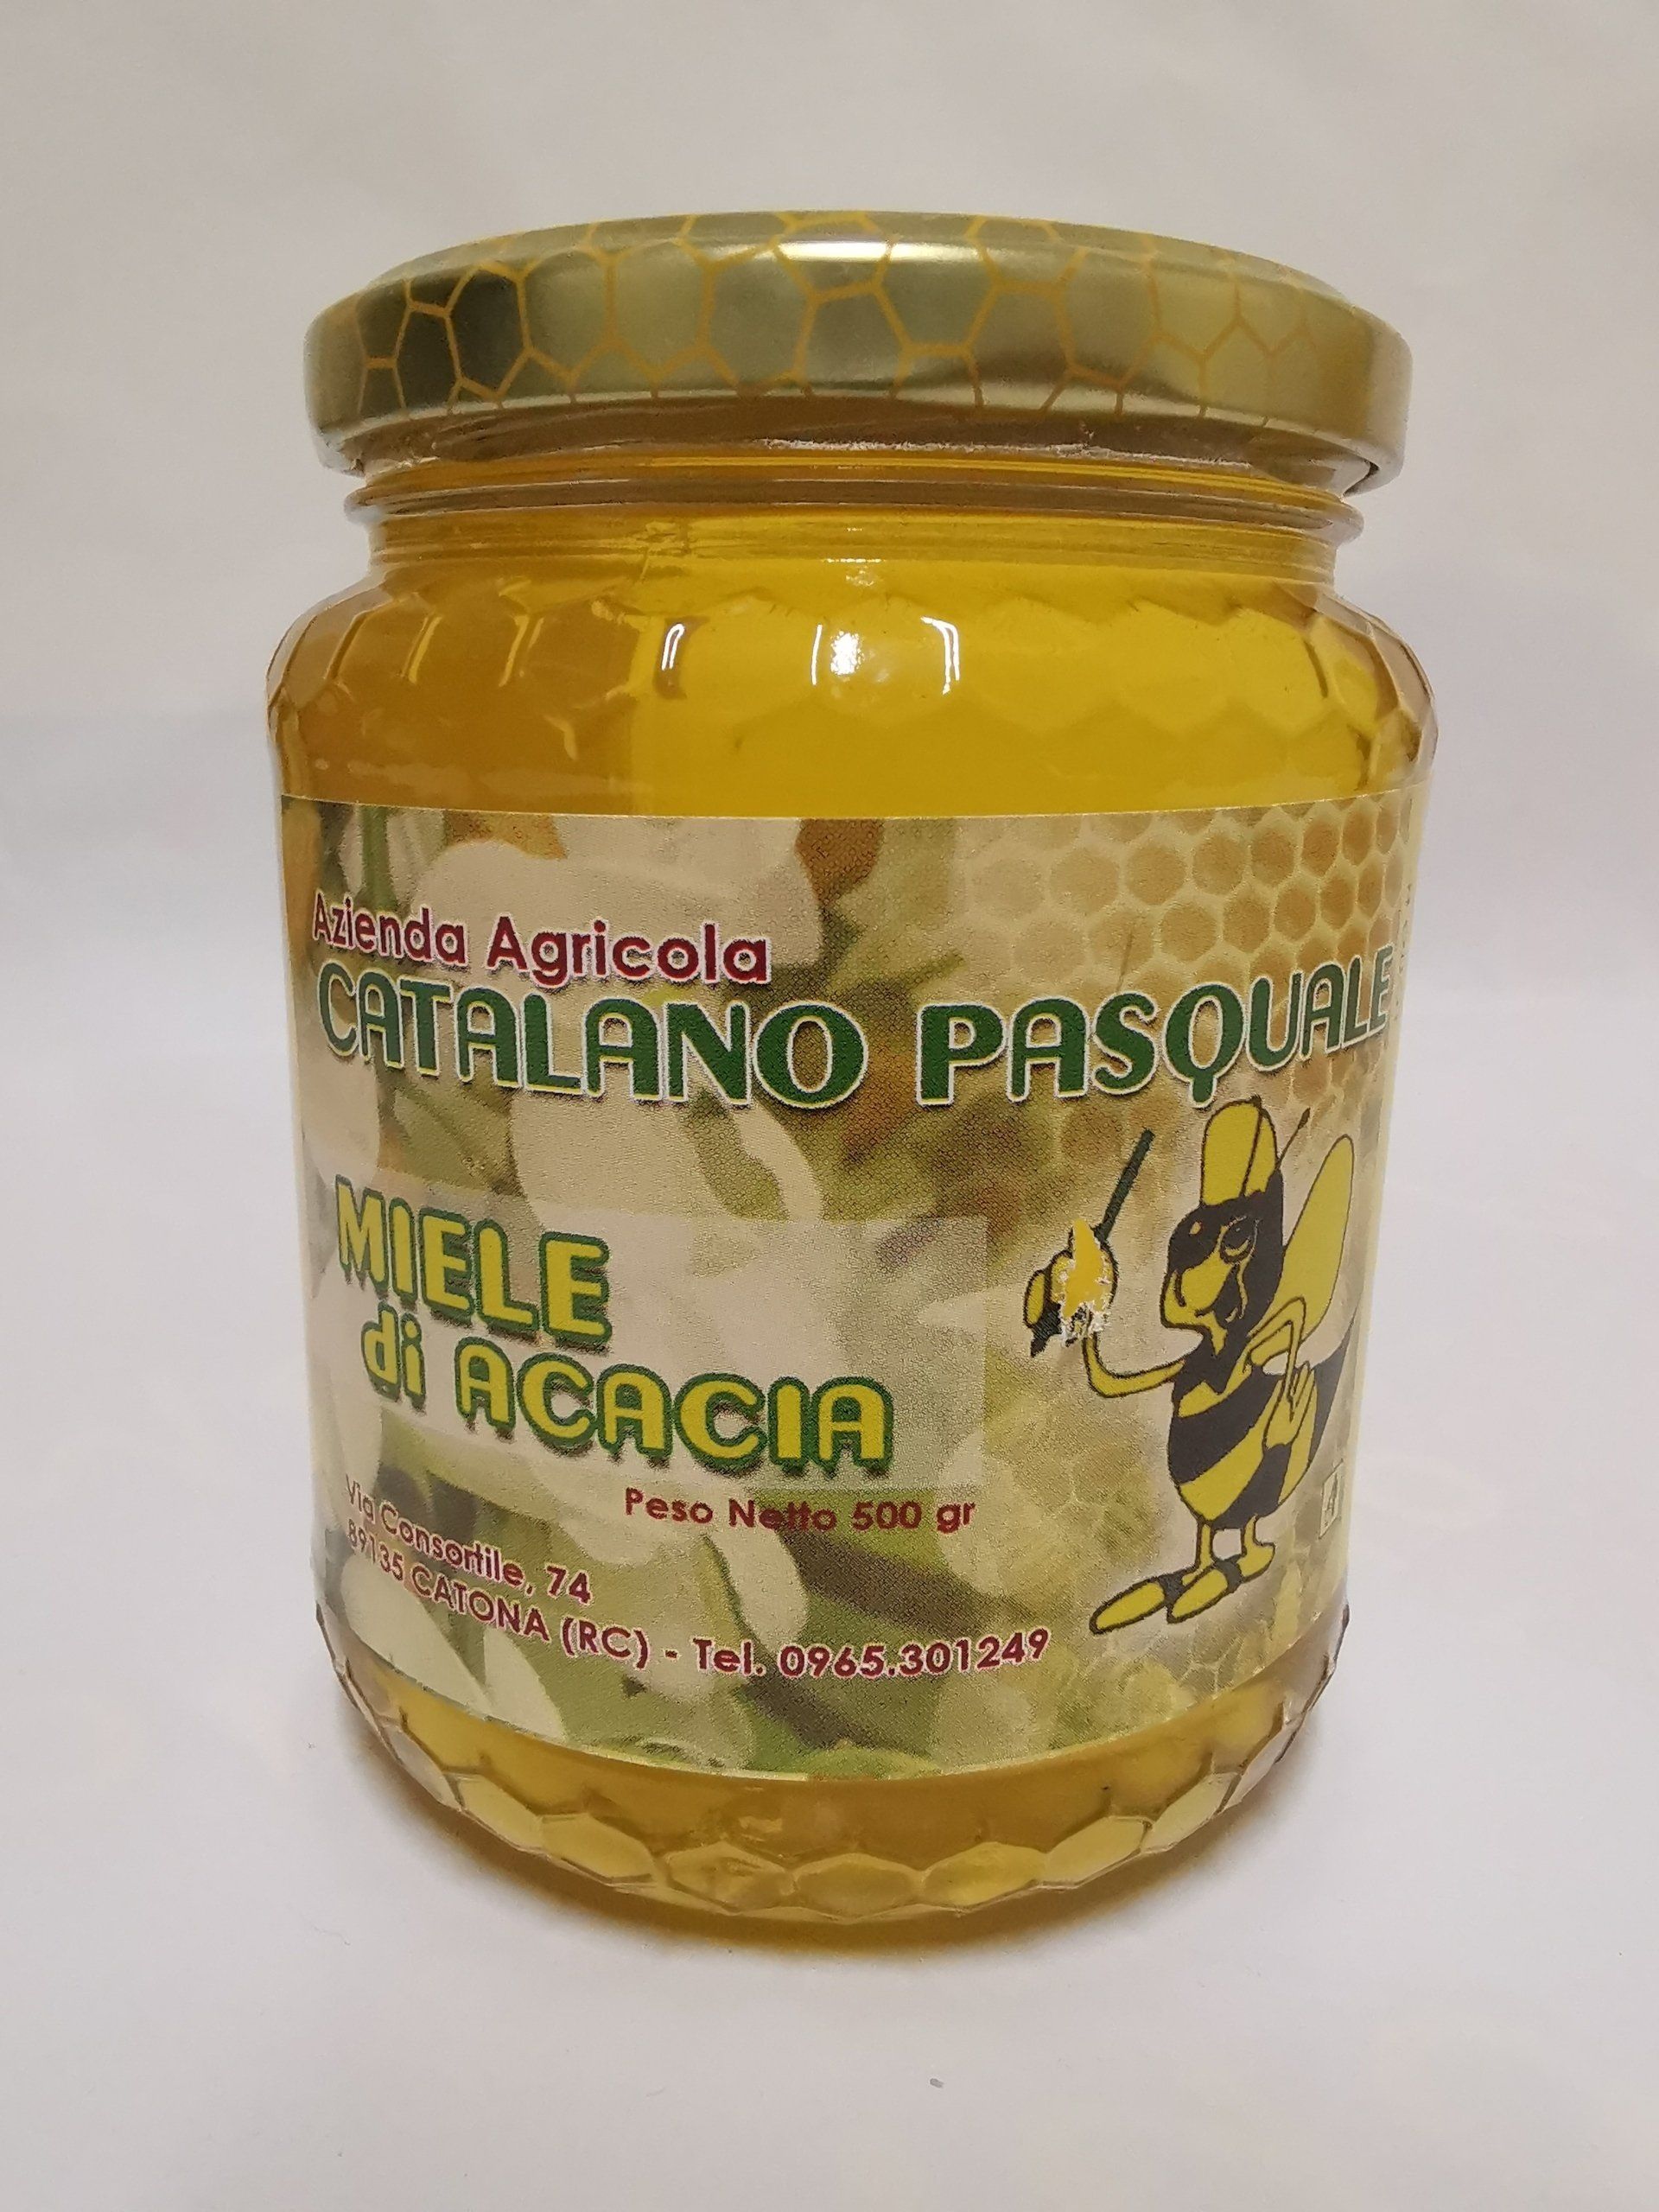 Azienda Agricola
CATALANO PASQUALE
MIELE
di ACACIA
Peso Netto 500 gr
Via Consortile, 74
89135 CATONA (RC) - Tel. 0965.301249